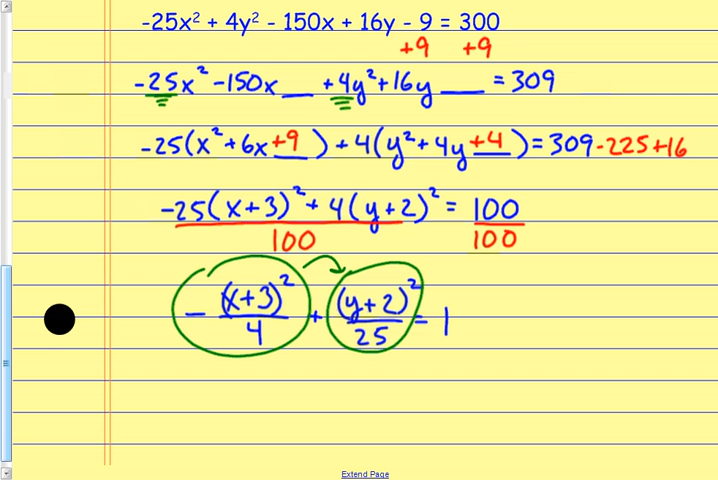 -25x² + 4y² - 150x + 16y - 9 = 300
+9 +9
-25x² -150x __ +4y² +16y __ = 309
-25(x² + 6x +9 ) + 4(y² + 4y +4 ) = 309 -225 +16
-25(x+3)² + 4(y+2)² = 100
100 100
- (x+3)² + (y+2)² = 1
4 25
Extend Page